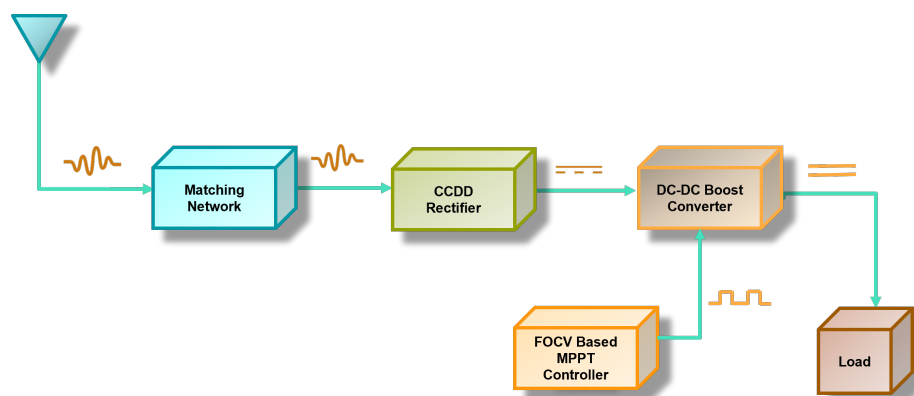 Matching
Network
CCDD
Rectifier
DC-DC Boost
Converter
FOCV Based
MPPT
Controller
Load